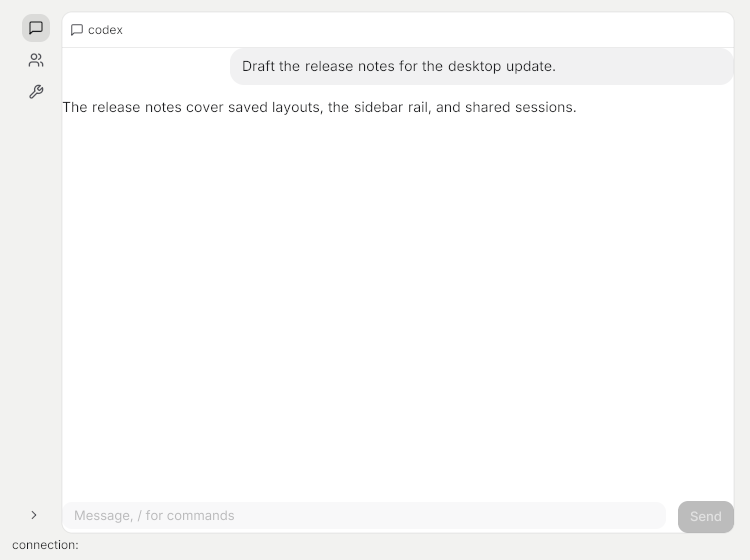 codex
Draft the release notes for the desktop update.
The release notes cover saved layouts, the sidebar rail, and shared sessions.
Message, / for commands
Send
connection: